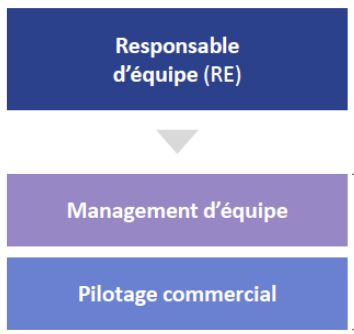 Responsable
d’équipe (RE)
Management d’équipe
Pilotage commercial